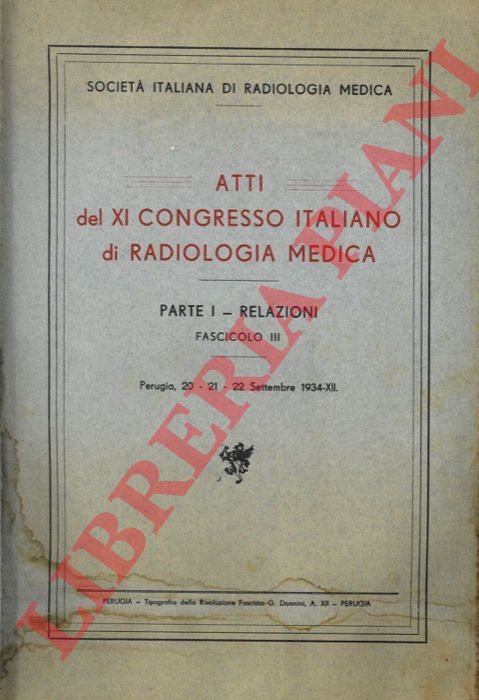 SOCIETÀ ITALIANA DI RADIOLOGIA MEDICA
ATTI
del XI CONGRESSO ITALIANO
di RADIOLOGIA MEDICA
PARTE I - RELAZIONI
FASCICOLO III
Perugia, 20 - 21 - 22 Settembre 1934-XII.
PERUGIA - Tipografia della Rivoluzione Fascista G. Donnini, A. XII - PERUGIA
LIBRERIA PIANI